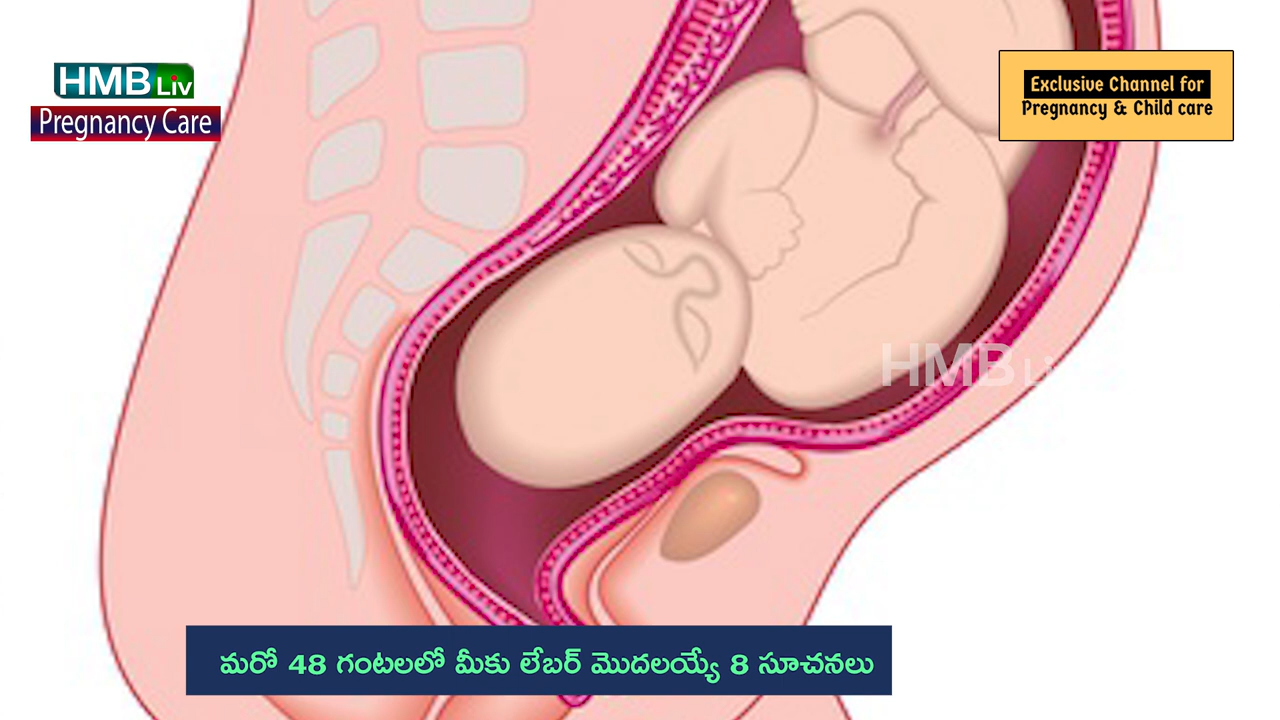 HMB Liv
Pregnancy Care
Exclusive Channel for
Pregnancy & Child care
HMB Liv
మరో 48 గంటలలో మీకు లేబర్ మొదలయ్యే 8 సూచనలు